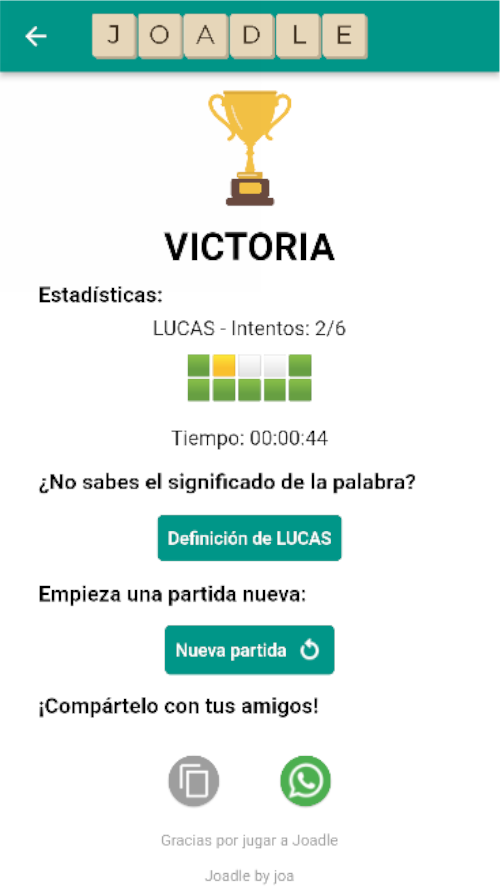 JOADLE
VICTORIA
Estadísticas:
LUCAS - Intentos: 2/6
Tiempo: 00:00:44
¿No sabes el significado de la palabra?
Definición de LUCAS
Empieza una partida nueva:
Nueva partida
¡Compártelo con tus amigos!
Gracias por jugar a Joadle
Joadle by joa